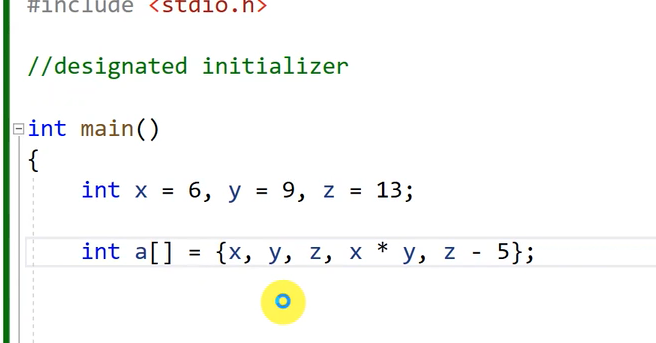 #include <stdio.h>
//designated initializer
int main()
{
int x = 6, y = 9, z = 13;
int a[] = {x, y, z, x * y, z - 5};